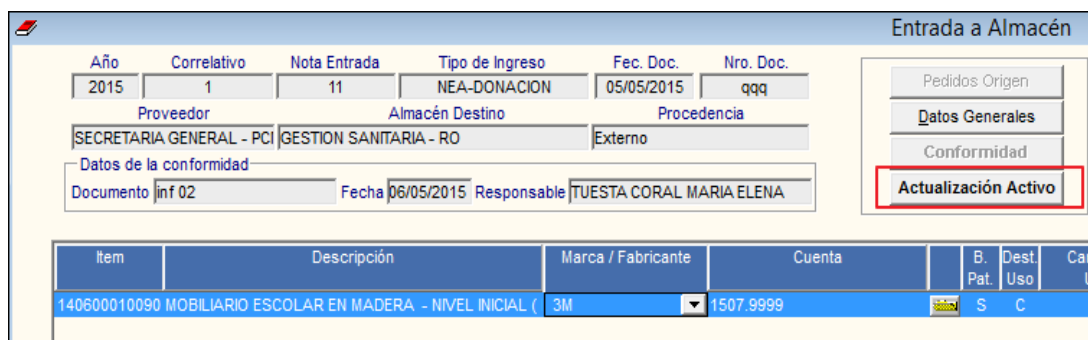 Entrada a Almacén
Año Correlativo Nota Entrada Tipo de Ingreso Fec. Doc. Nro. Doc.
2015 1 11 NEA-DONACION 05/05/2015 qqq
Proveedor Almacén Destino Procedencia
SECRETARIA GENERAL - PCI GESTION SANITARIA - RO Externo
Datos de la conformidad
Documento inf 02 Fecha 06/05/2015 Responsable TUESTA CORAL MARIA ELENA
Pedidos Origen
Datos Generales
Conformidad
Actualización Activo
Item Descripción Marca / Fabricante Cuenta B. Pat. Dest. Uso
140600010090 MOBILIARIO ESCOLAR EN MADERA - NIVEL INICIAL ( 3M 1507.9999 S C